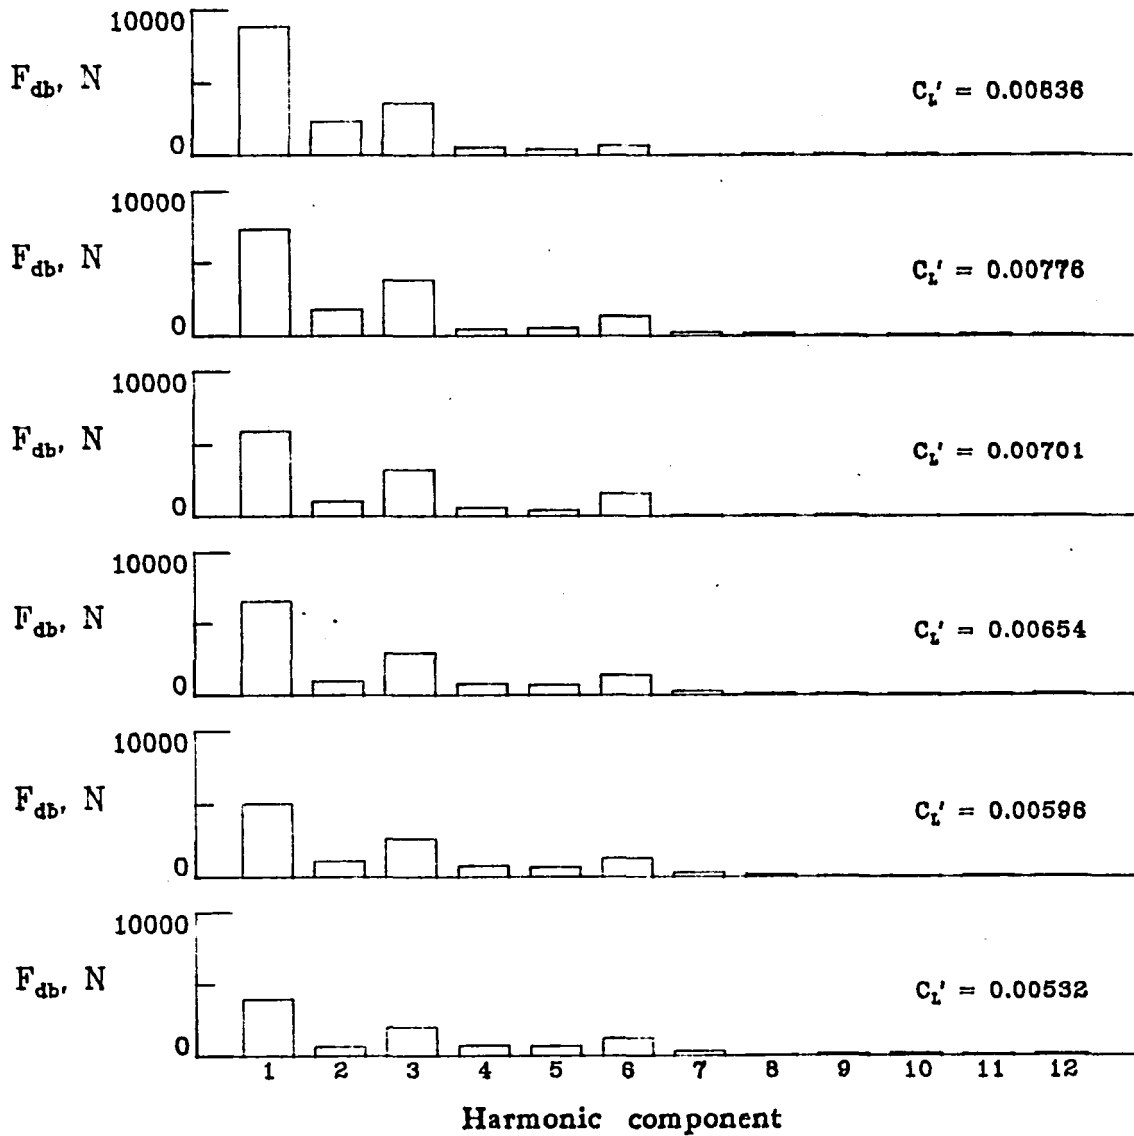 10000
F_db, N
C_L' = 0.00836
0
10000
F_db, N
C_L' = 0.00776
0
10000
F_db, N
C_L' = 0.00701
0
10000
F_db, N
C_L' = 0.00654
0
10000
F_db, N
C_L' = 0.00596
0
10000
F_db, N
C_L' = 0.00532
0
1 2 3 4 5 6 7 8 9 10 11 12
Harmonic component